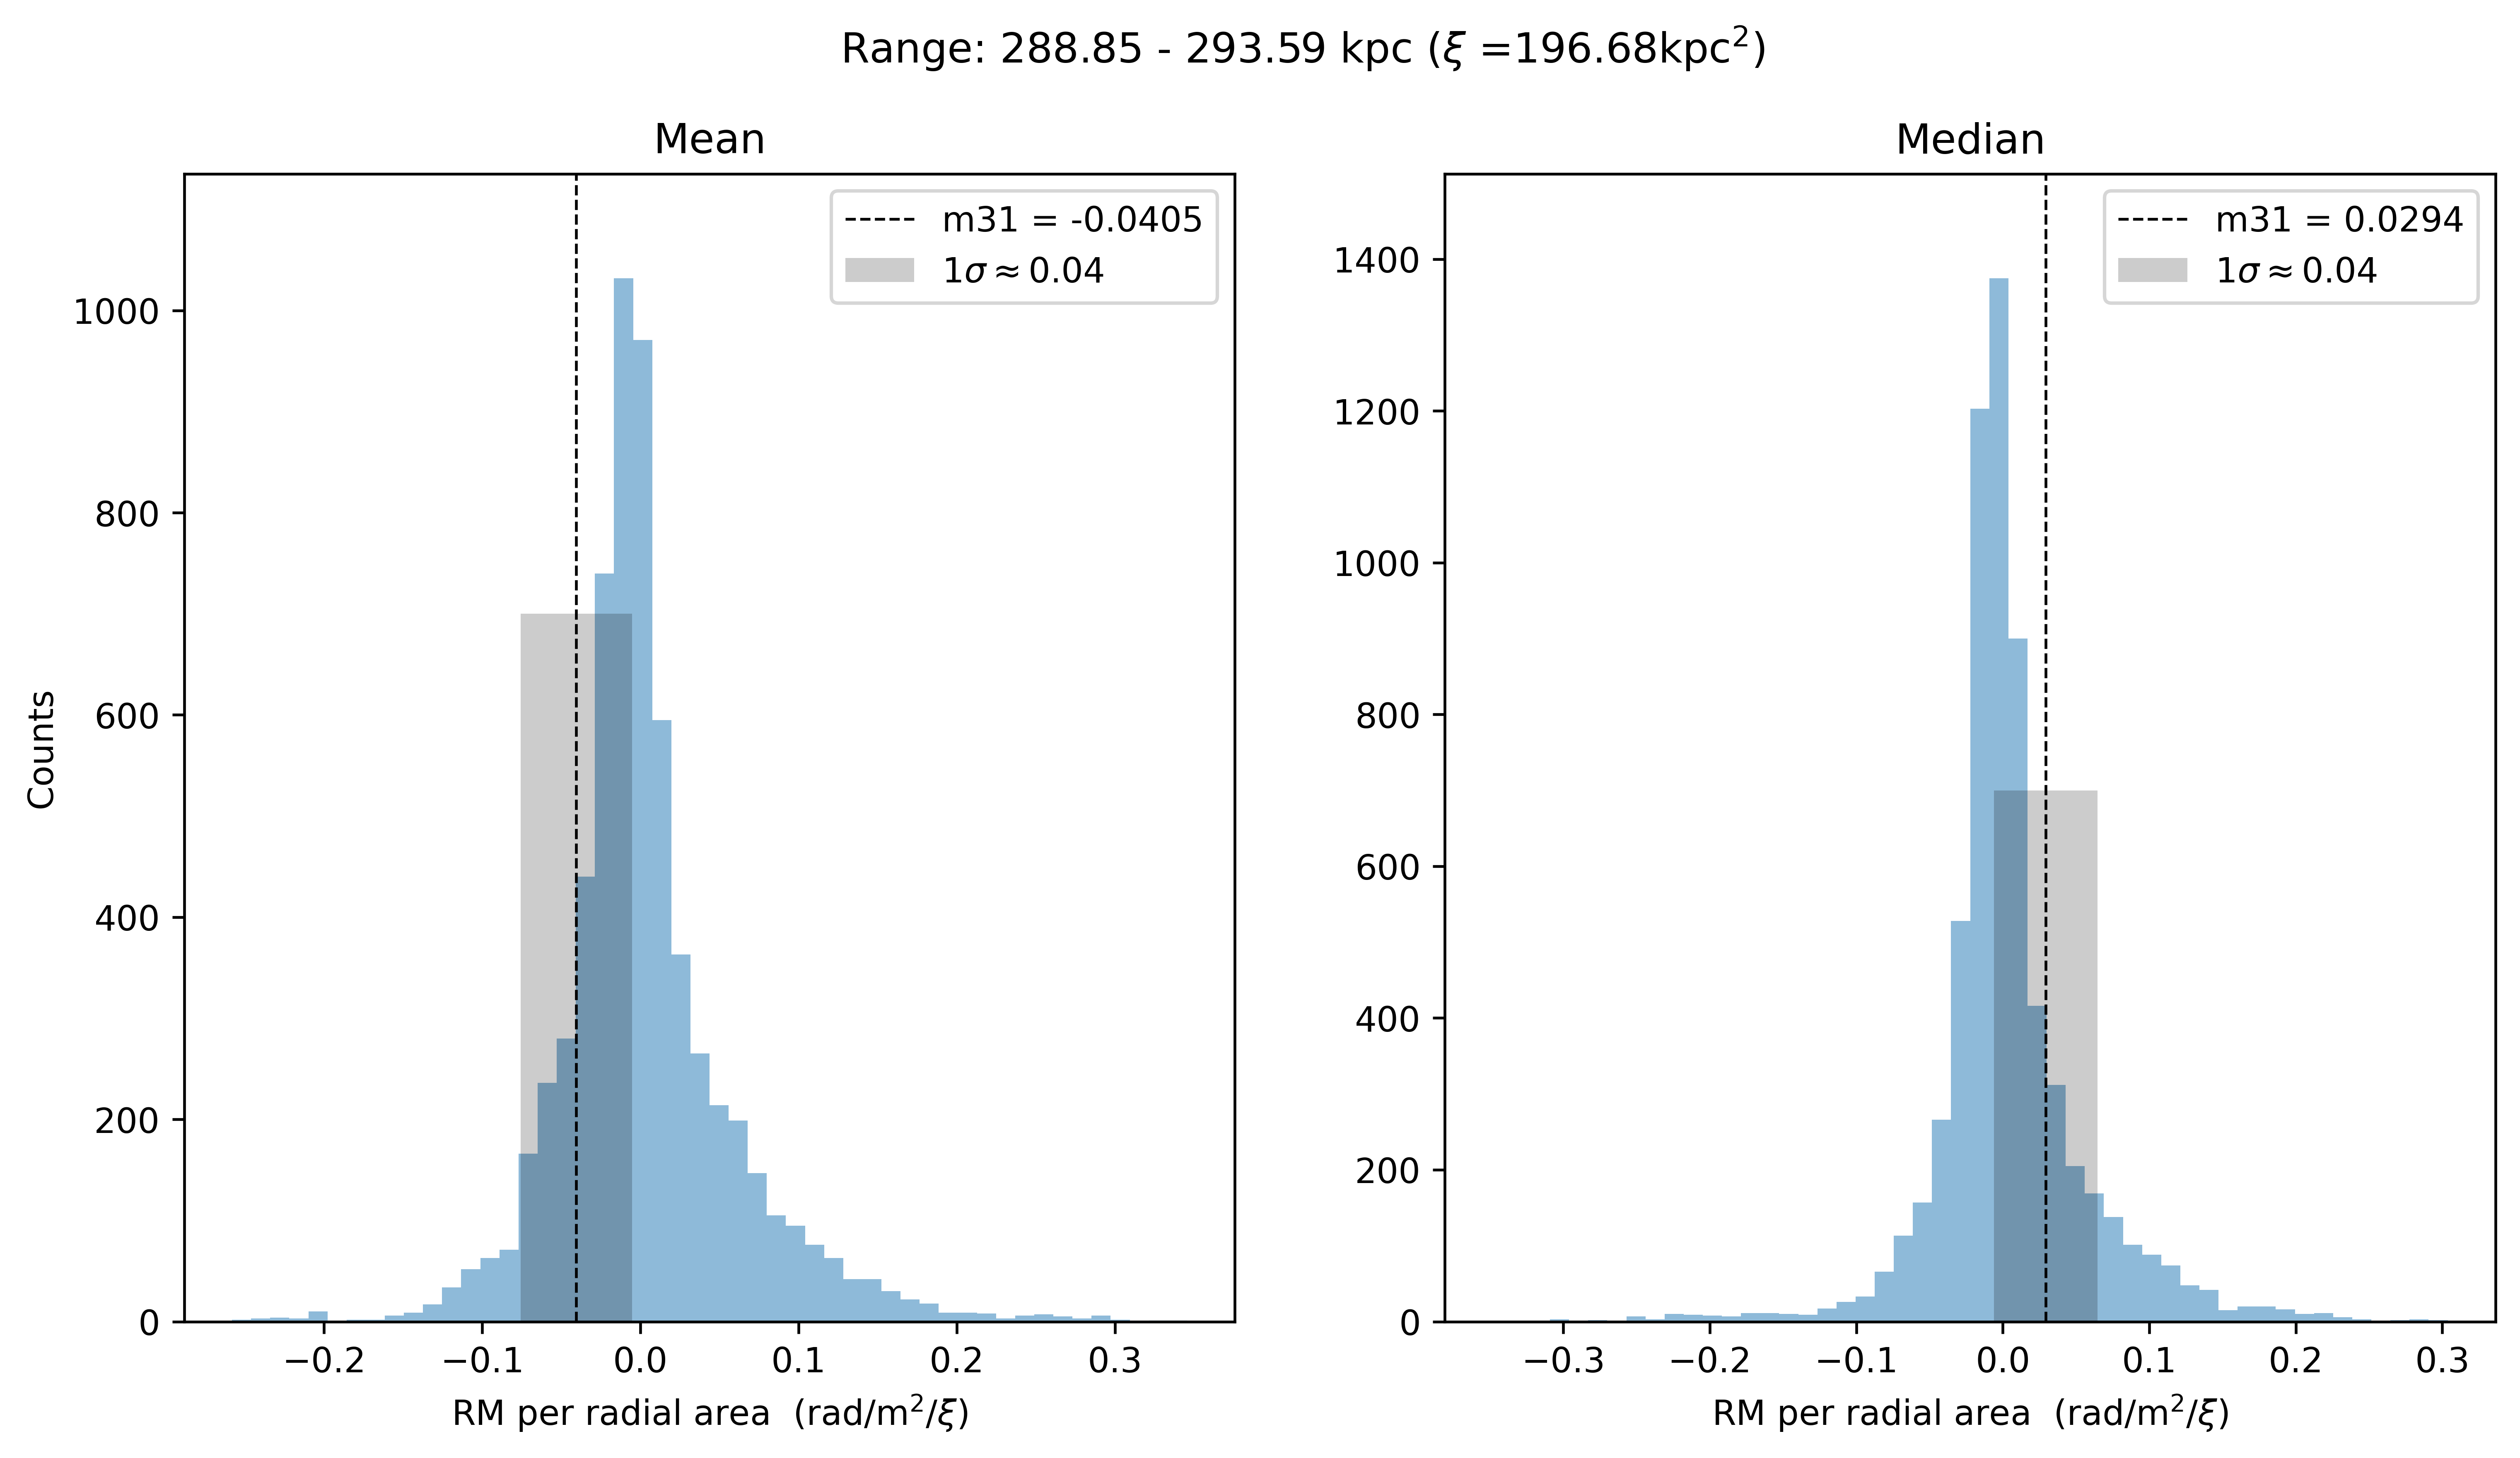 Range: 288.85 - 293.59 kpc (ξ =196.68kpc²)
Mean
m31 = -0.0405
1σ ≈ 0.04
Counts
1000
800
600
400
200
0
−0.2 −0.1 0.0 0.1 0.2 0.3
RM per radial area (rad/m²/ξ)
Median
m31 = 0.0294
1σ ≈ 0.04
1400
1200
1000
800
600
400
200
0
−0.3 −0.2 −0.1 0.0 0.1 0.2 0.3
RM per radial area (rad/m²/ξ)